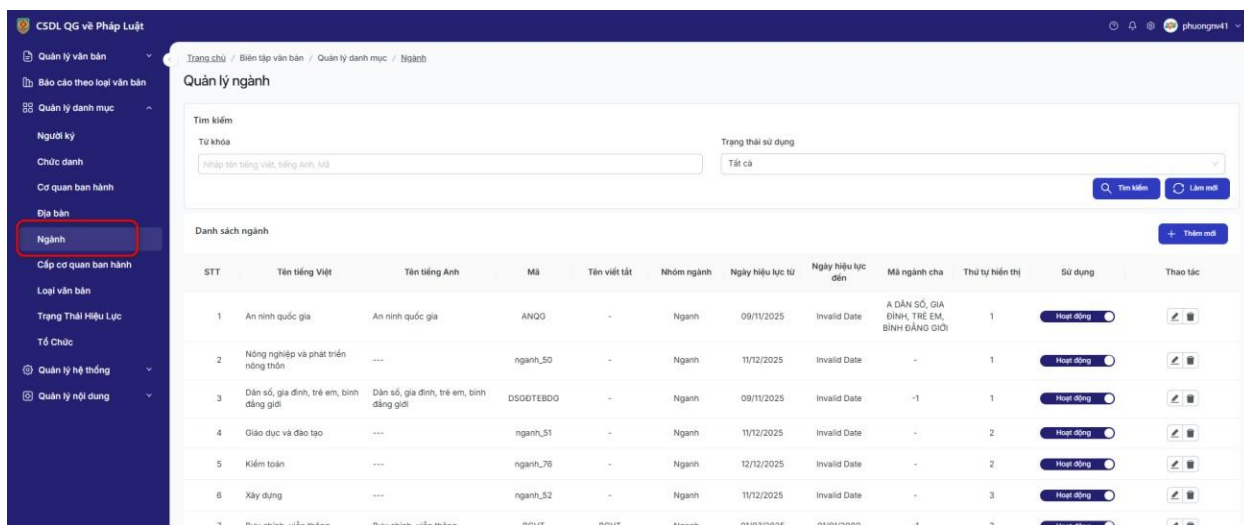 CSDL QG về Pháp Luật
phuongnv41
Quản lý văn bản
Báo cáo theo loại văn bản
Quản lý danh mục
Người ký
Chức danh
Cơ quan ban hành
Địa bàn
Ngành
Cấp cơ quan ban hành
Loại văn bản
Trạng Thái Hiệu Lực
Tổ Chức
Quản lý hệ thống
Quản lý nội dung
Trang chủ / Biên tập văn bản / Quản lý danh mục / Ngành
Quản lý ngành
Tìm kiếm
Từ khóa
Trạng thái sử dụng
Nhập tên tiếng Việt, tiếng Anh, Mã
Tất cả
Tìm kiếm
Làm mới
Danh sách ngành
+ Thêm mới
STT Tên tiếng Việt Tên tiếng Anh Mã Tên viết tắt Nhóm ngành Ngày hiệu lực từ Ngày hiệu lực đến Mã ngành cha Thứ tự hiển thị Sử dụng Thao tác
1 An ninh quốc gia An ninh quốc gia ANQG - Ngành 09/11/2025 Invalid Date A DÂN SỐ, GIA ĐÌNH, TRẺ EM, BÌNH ĐẲNG GIỚI 1 Hoạt động
2 Nông nghiệp và phát triển nông thôn --- nganh_50 - Ngành 11/12/2025 Invalid Date - 1 Hoạt động
3 Dân số, gia đình, trẻ em, bình đẳng giới Dân số, gia đình, trẻ em, bình đẳng giới DSGĐTEBDG - Ngành 09/11/2025 Invalid Date -1 1 Hoạt động
4 Giáo dục và đào tạo --- nganh_51 - Ngành 11/12/2025 Invalid Date - 2 Hoạt động
5 Kiểm toán --- nganh_76 - Ngành 12/12/2025 Invalid Date - 2 Hoạt động
6 Xây dựng --- nganh_52 - Ngành 11/12/2025 Invalid Date - 3 Hoạt động